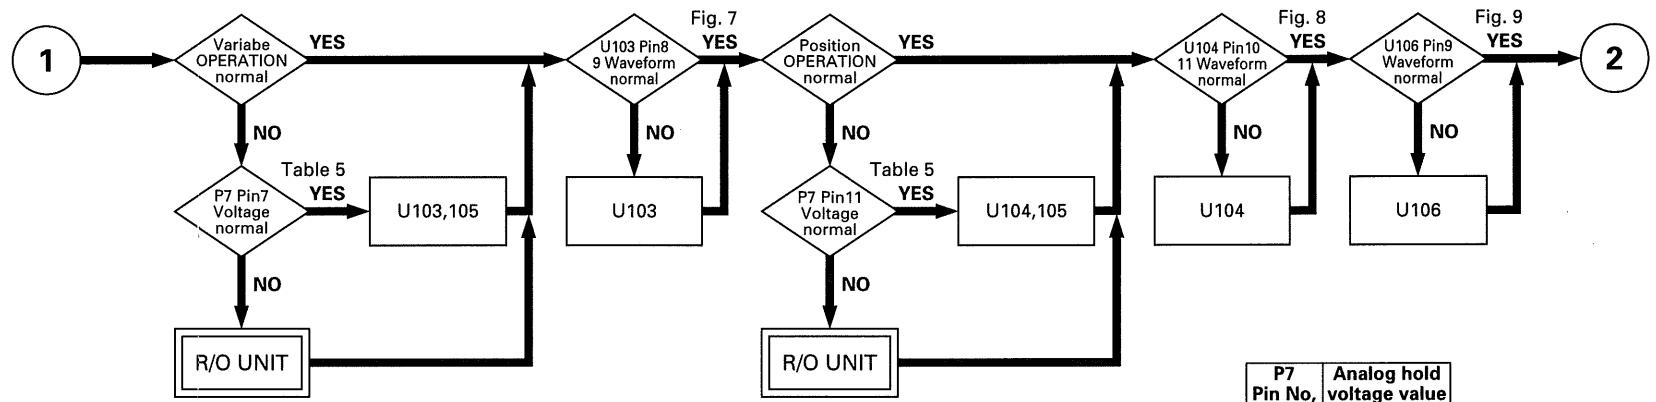 1
Variabe
OPERATION
normal
YES
NO
Table 5
P7 Pin7
Voltage
normal
YES
U103,105
NO
R/O UNIT
Fig. 7
U103 Pin8
9 Waveform
normal
YES
NO
U103
Position
OPERATION
normal
YES
NO
Table 5
P7 Pin11
Voltage
normal
YES
U104,105
NO
R/O UNIT
Fig. 8
U104 Pin10
11 Waveform
normal
YES
NO
U104
Fig. 9
U106 Pin9
Waveform
normal
YES
NO
U106
2
P7
Pin No,
Analog hold
voltage value